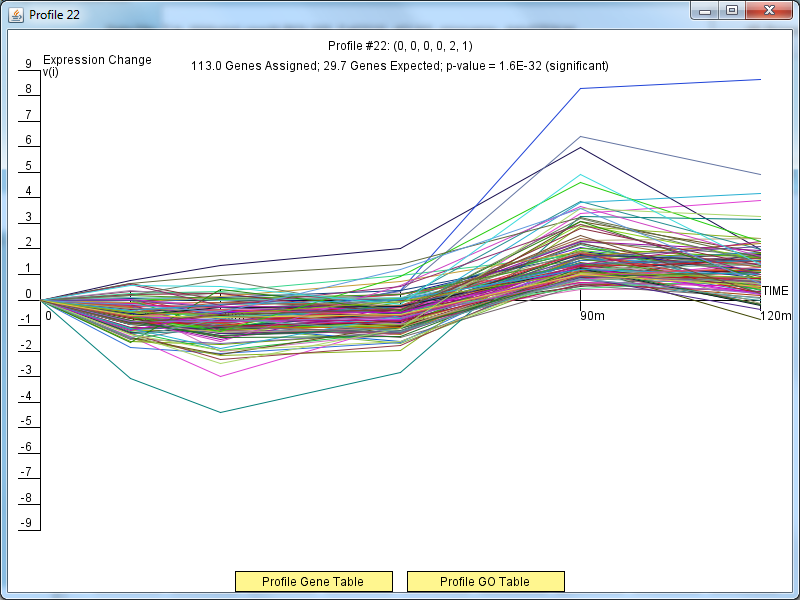 Profile 22
Profile #22: (0, 0, 0, 0, 2, 1)
Expression Change
v(i)
113.0 Genes Assigned; 29.7 Genes Expected; p-value = 1.6E-32 (significant)
9
8
7
6
5
4
3
2
1
0
-1
-2
-3
-4
-5
-6
-7
-8
-9
TIME
0
90m
120m
Profile Gene Table
Profile GO Table